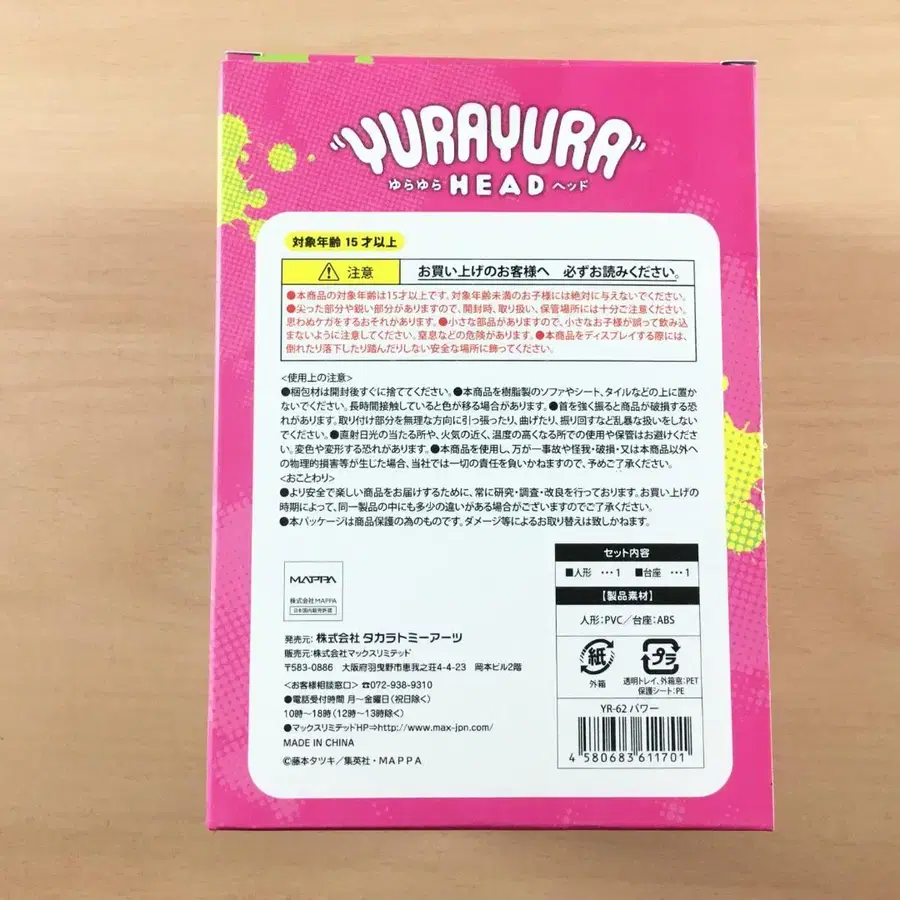 YURAYURA
ゆらゆら HEAD ヘッド
対象年齢 15 才以上
注意 お買い上げのお客様へ 必ずお読みください。
●本商品の対象年齢は15才以上です。対象年齢未満のお子様には絶対に与えないでください。
●尖った部分や鋭い部分がありますので、開封時、取り扱い、保管場所には十分ご注意ください。
思わぬケガをするおそれがあります。●小さな部品がありますので、小さなお子様が誤って飲み込
まないように注意してください。窒息などの危険があります。●本商品をディスプレイする際には、
倒れたり落下したり踏んだりしない安全な場所に飾ってください。
<使用上の注意>
●梱包材は開封後すぐに捨ててください。●本商品を樹脂製のソファやシート、タイルなどの上に置か
ないでください。長時間接触していると色が移る場合があります。●首を強く振ると商品が破損する恐
れがあります。取り付け部分を無理な方向に引っ張ったり、曲げたり、振り回すなど乱暴な扱いをしない
でください。●直射日光の当たる所や、火気の近く、温度の高くなる所での使用や保管はお避けくださ
い。変色や変形する恐れがあります。●本商品を使用し、万が一事故や怪我・破損・又は本商品以外へ
の物理的損害等が生じた場合、当社では一切の責任を負いかねますので、予めご了承ください。
<おことわり>
●より安全で楽しい商品をお届けするために、常に研究・調査・改良を行っております。お買い上げの
時期によって、同一製品の中にも多少の違いがある場合がございますのでご了承ください。
●本パッケージは商品保護の為のものです。ダメージ等によるお取り替えは致しかねます。
MAPPA
株式会社MAPPA
日本国内販売許諾
発売元: 株式会社 タカラトミーアーツ
販売元:株式会社マックスリミテッド
〒583-0886 大阪府羽曳野市恵我之荘4-4-23 岡本ビル2階
<お客様相談窓口> ☎072-938-9310
●電話受付時間 月〜金曜日(祝日除く)
10時〜18時(12時〜13時除く)
●マックスリミテッドHP⇒http://www.max-jpn.com/
MADE IN CHINA
©藤本タツキ/集英社・MAPPA
セット内容
■人形 ・・・1 ■台座 ・・・1
【製品素材】
人形:PVC/台座:ABS
紙 プラ
外箱
透明トレイ、外箱窓:PET
保護シート:PE
YR-62 パワー
4 580683 611701